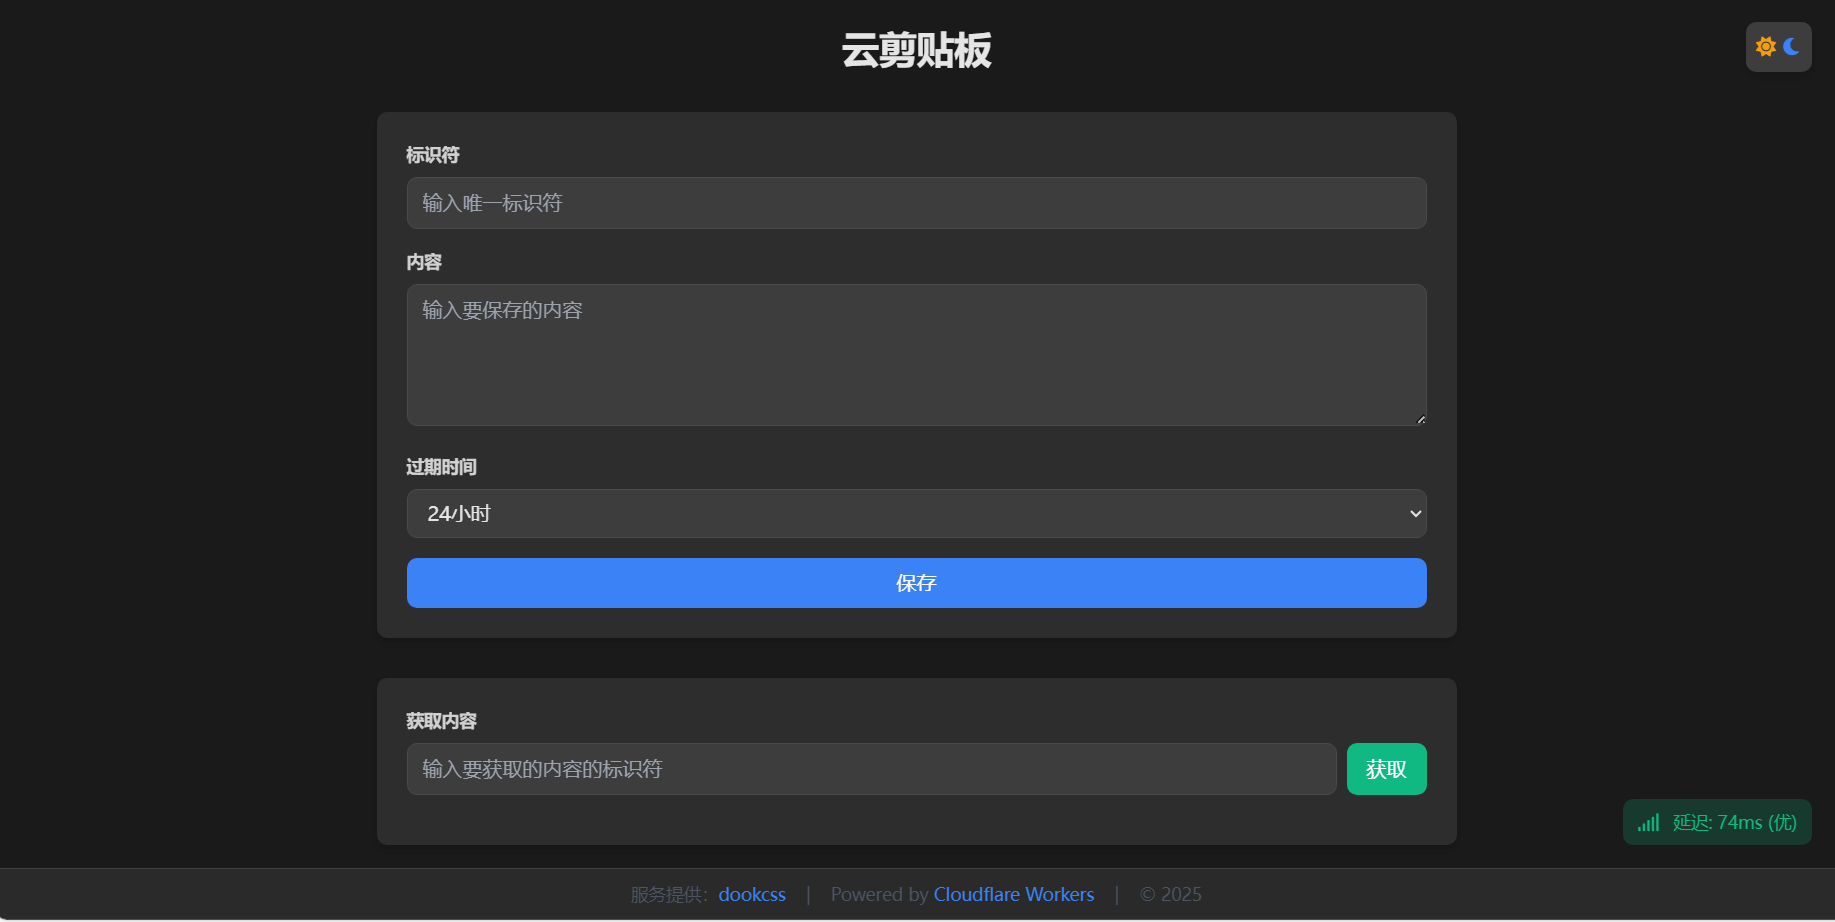 云剪贴板
标识符
输入唯一标识符
内容
输入要保存的内容
过期时间
24小时
保存
获取内容
输入要获取的内容的标识符
获取
延迟: 74ms (优)
服务提供: dookcss | Powered by Cloudflare Workers | © 2025